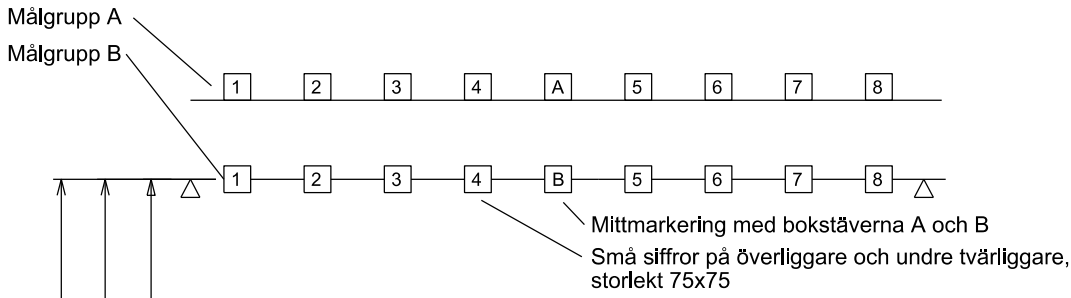 Målgrupp A
1 2 3 4 A 5 6 7 8
Målgrupp B
1 2 3 4 B 5 6 7 8
Mittmarkering med bokstäverna A och B
Små siffror på överliggare och undre tvärliggare,
storlekt 75x75